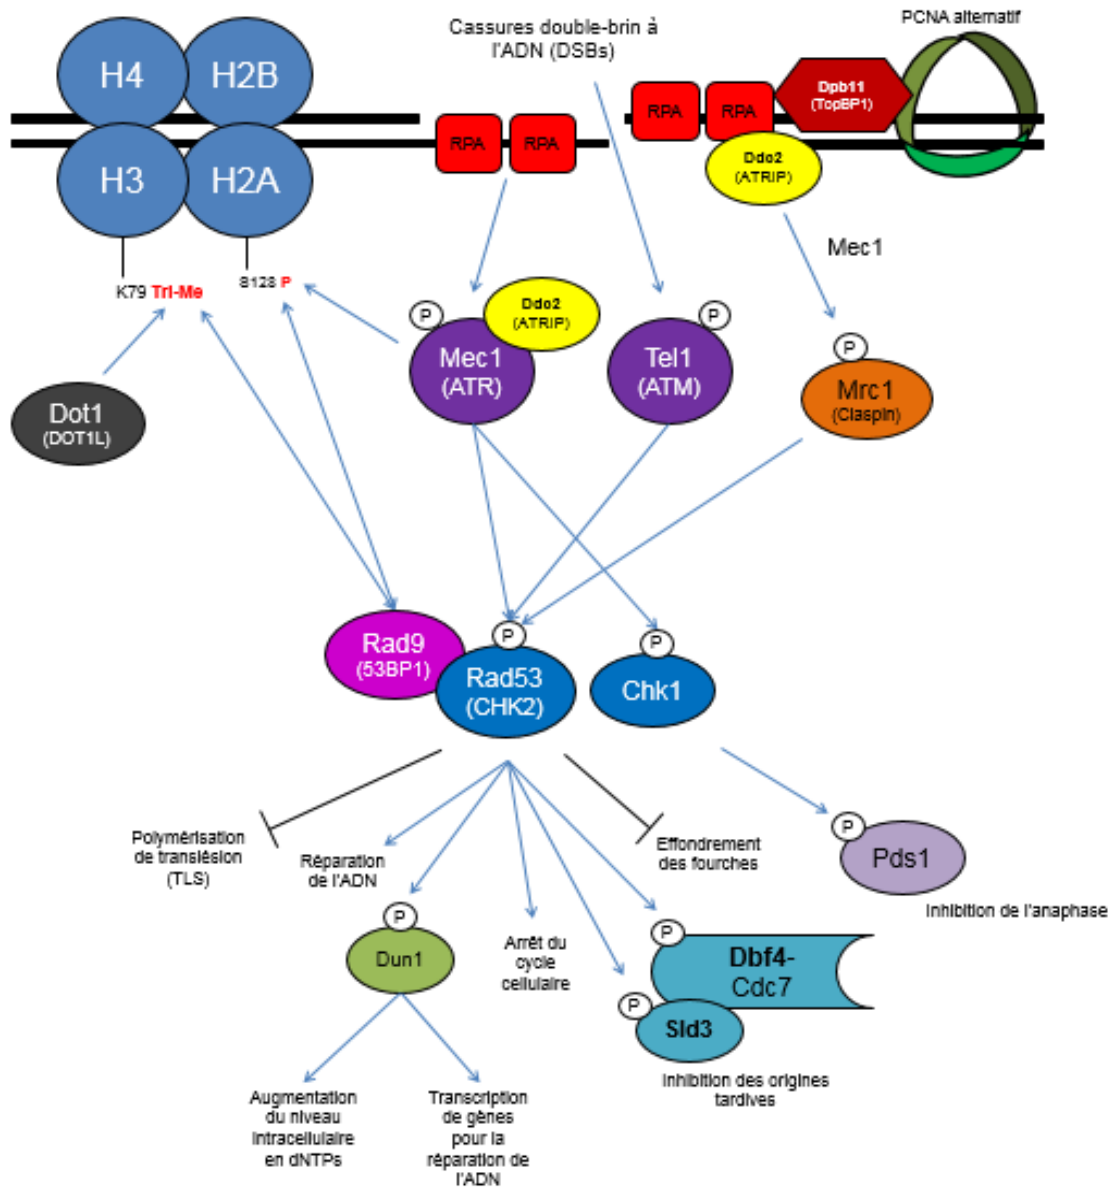 PCNA alternatif
Cassures double-brin à
l'ADN (DSBs)
H4
H2B
H3
H2A
RPA
RPA
RPA
RPA
Dpb11
(TopBP1)
Ddc2
(ATRIP)
K79 Tri-Me
S128 P
Mec1
P
Mec1
(ATR)
Ddc2
(ATRIP)
P
Tel1
(ATM)
P
Mrc1
(Claspin)
Dot1
(DOT1L)
Rad9
(53BP1)
P
Rad53
(CHK2)
P
Chk1
Polymérisation
de translésion
(TLS)
Réparation
de l'ADN
Effondrement
des fourches
P
Pds1
Inhibition de l'anaphase
P
Dun1
Arrêt du
cycle
cellulaire
P
Dbf4-
Cdc7
P
Sld3
Inhibition des origines
tardives
Augmentation
du niveau
intracellulaire
en dNTPs
Transcription
de gènes
pour la
réparation de
l'ADN